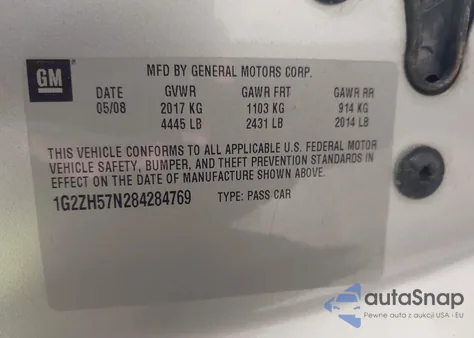 GM
MFD BY GENERAL MOTORS CORP.
DATE GVWR GAWR FRT GAWR RR
05/08 2017 KG 1103 KG 914 KG
4445 LB 2431 LB 2014 LB
THIS VEHICLE CONFORMS TO ALL APPLICABLE U.S. FEDERAL MOTOR
VEHICLE SAFETY, BUMPER, AND THEFT PREVENTION STANDARDS IN
EFFECT ON THE DATE OF MANUFACTURE SHOWN ABOVE.
1G2ZH57N284284769 TYPE: PASS CAR
autoSnap
Pewne auta z aukcji USA - EU